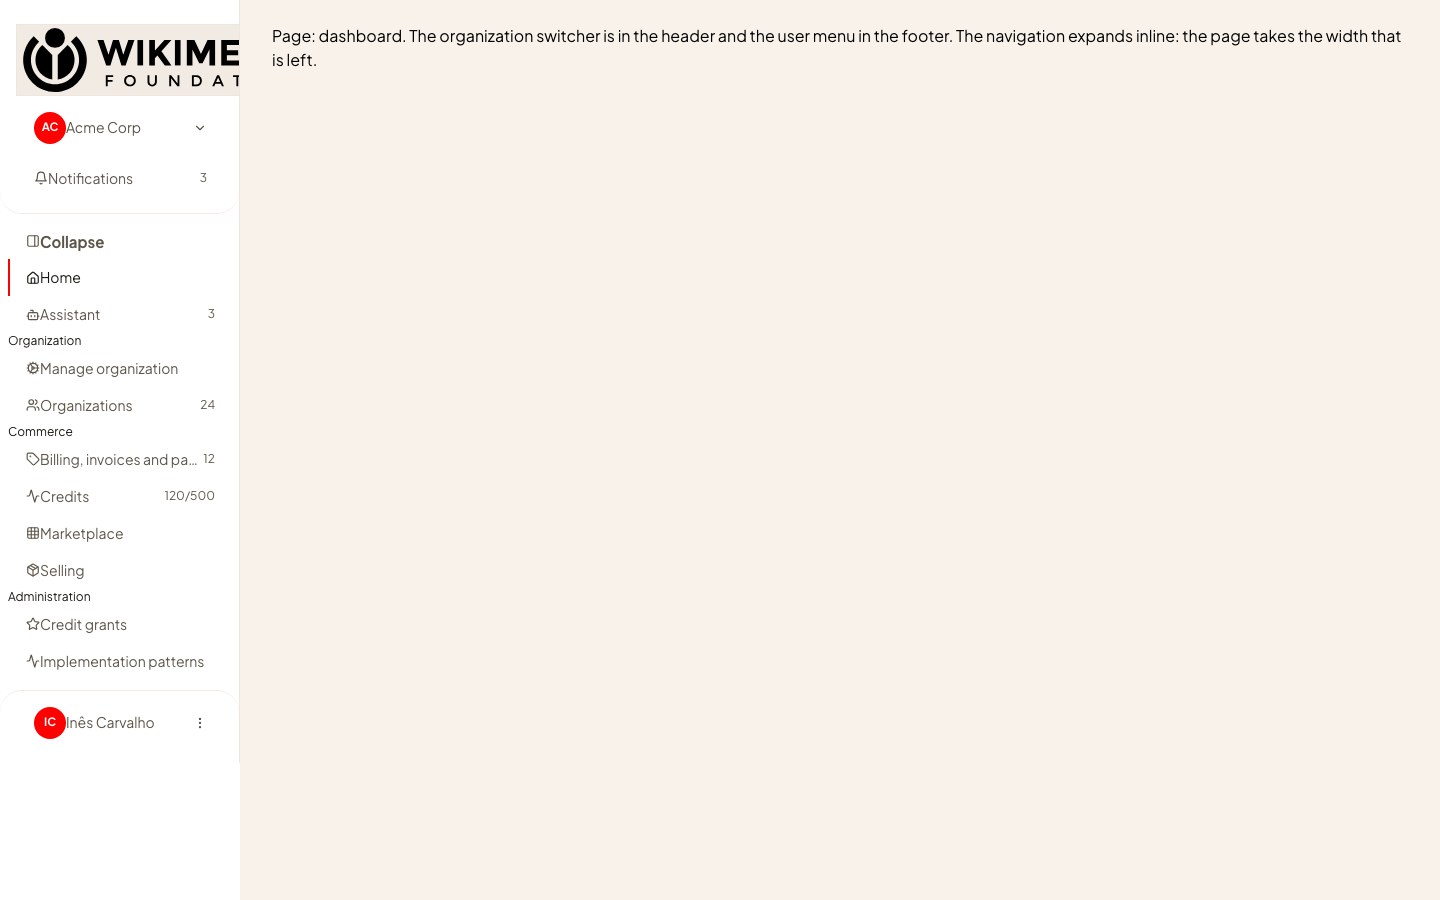 WIKIME
FOUNDAT
AC Acme Corp
Notifications 3
Collapse
Home
Assistant 3
Organization
Manage organization
Organizations 24
Commerce
Billing, invoices and pa... 12
Credits 120/500
Marketplace
Selling
Administration
Credit grants
Implementation patterns
IC Inês Carvalho
Page: dashboard. The organization switcher is in the header and the user menu in the footer. The navigation expands inline: the page takes the width that
is left.